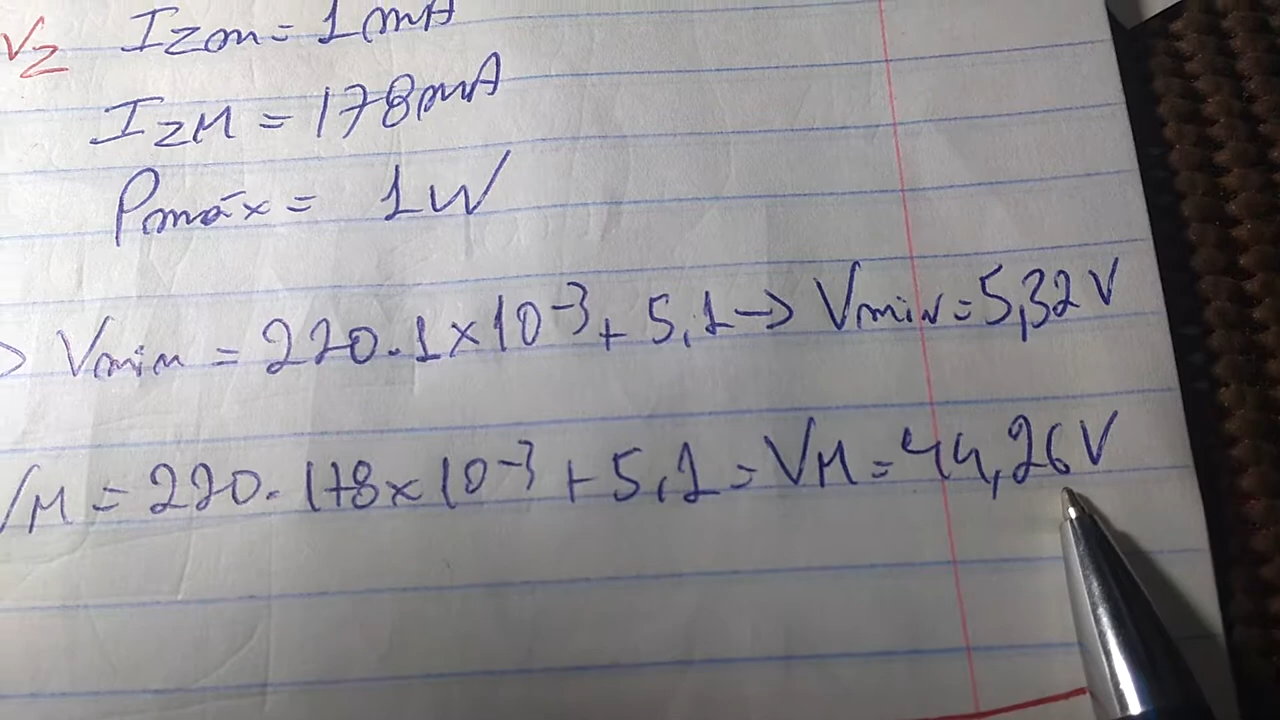 Vz Izm = 1mA
IzM = 178mA
Pmáx = 1W
Vmin = 220.1x10-3 + 5,1 -> Vmin = 5,32V
VM = 220.178x10-3 + 5,1 = VM = 44,26V